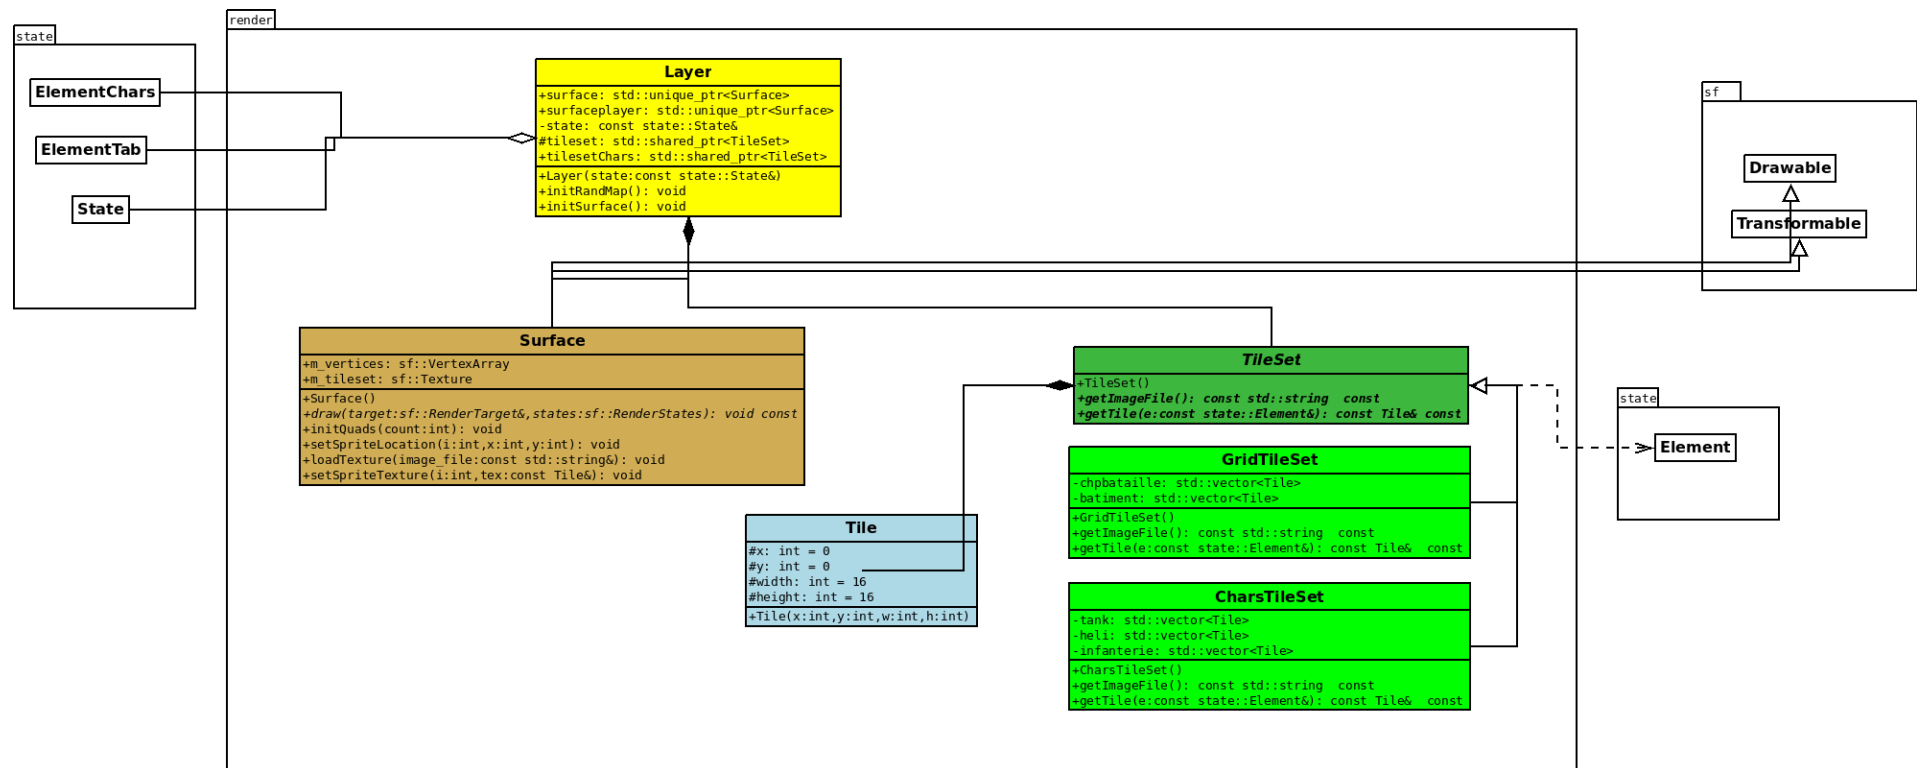 state
ElementChars
ElementTab
State
render
Layer
+surface: std::unique_ptr<Surface>
+surfaceplayer: std::unique_ptr<Surface>
-state: const state::State&
#tileset: std::shared_ptr<TileSet>
+tilesetChars: std::shared_ptr<TileSet>
+Layer(state:const state::State&)
+initRandMap(): void
+initSurface(): void
sf
Drawable
Transformable
Surface
+m_vertices: sf::VertexArray
+m_tileset: sf::Texture
+Surface()
+draw(target:sf::RenderTarget&,states:sf::RenderStates): void const
+initQuads(count:int): void
+setSpriteLocation(i:int,x:int,y:int): void
+loadTexture(image_file:const std::string&): void
+setSpriteTexture(i:int,tex:const Tile&): void
TileSet
+TileSet()
+getImageFile(): const std::string  const
+getTile(e:const state::Element&): const Tile& const
state
Element
GridTileSet
-chpbataille: std::vector<Tile>
-batiment: std::vector<Tile>
+GridTileSet()
+getImageFile(): const std::string  const
+getTile(e:const state::Element&): const Tile&  const
Tile
#x: int = 0
#y: int = 0
#width: int = 16
#height: int = 16
+Tile(x:int,y:int,w:int,h:int)
CharsTileSet
-tank: std::vector<Tile>
-heli: std::vector<Tile>
-infanterie: std::vector<Tile>
+CharsTileSet()
+getImageFile(): const std::string  const
+getTile(e:const state::Element&): const Tile&  const